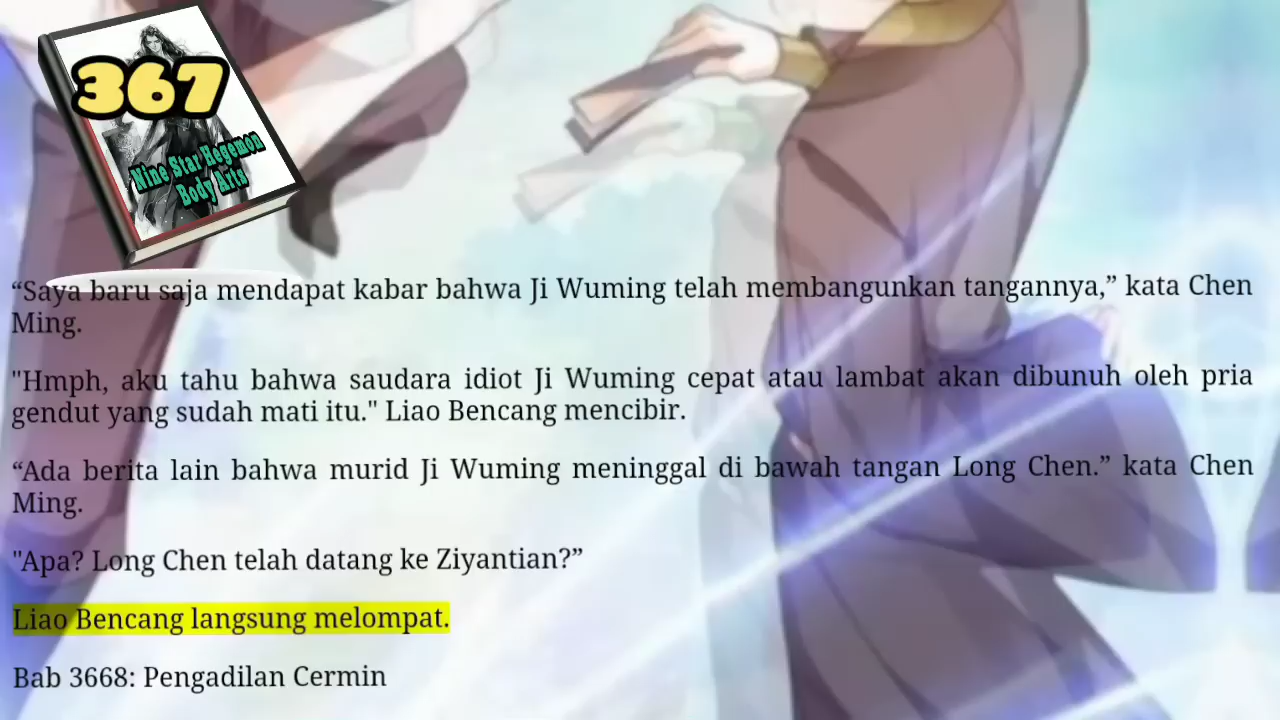 367
Nine Star Hegemon
Body Arts
“Saya baru saja mendapat kabar bahwa Ji Wuming telah membangunkan tangannya,” kata Chen
Ming.
"Hmph, aku tahu bahwa saudara idiot Ji Wuming cepat atau lambat akan dibunuh oleh pria
gendut yang sudah mati itu." Liao Bencang mencibir.
“Ada berita lain bahwa murid Ji Wuming meninggal di bawah tangan Long Chen.” kata Chen
Ming.
"Apa? Long Chen telah datang ke Ziyantian?”
Liao Bencang langsung melompat.
Bab 3668: Pengadilan Cermin